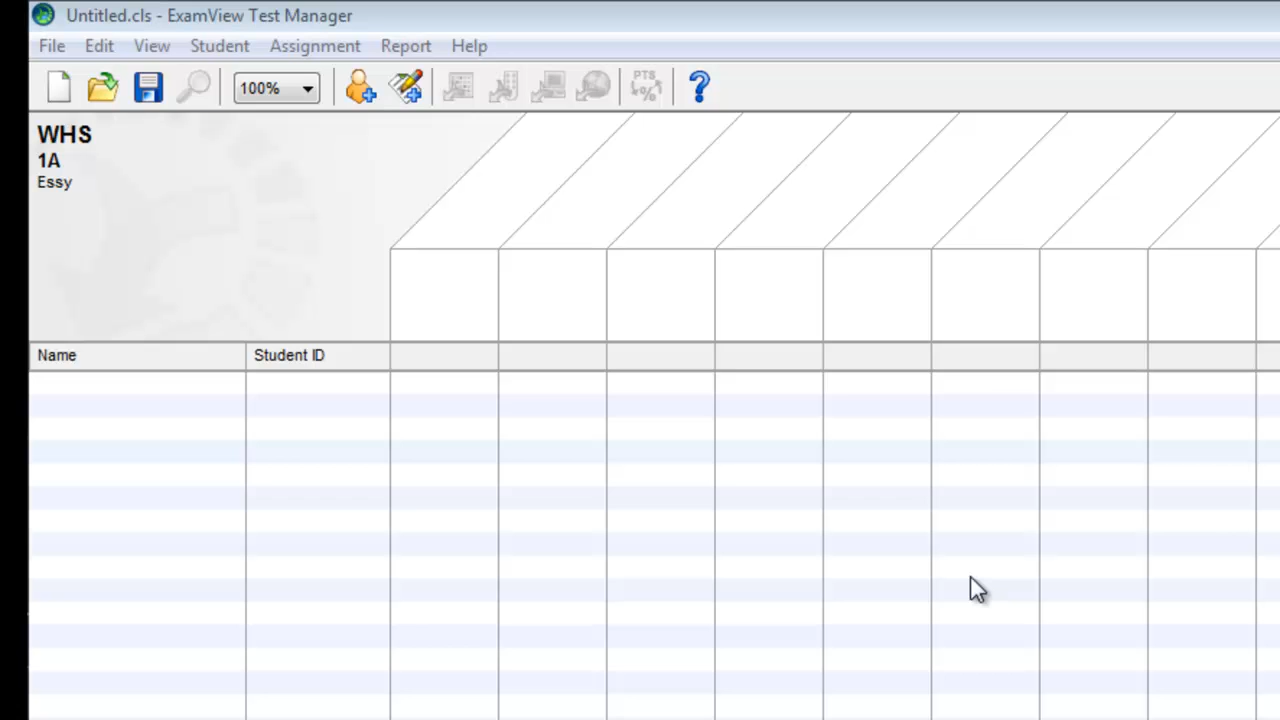 Untitled.cls - ExamView Test Manager
File Edit View Student Assignment Report Help
100% PTS %
WHS
1A
Essy
Name Student ID